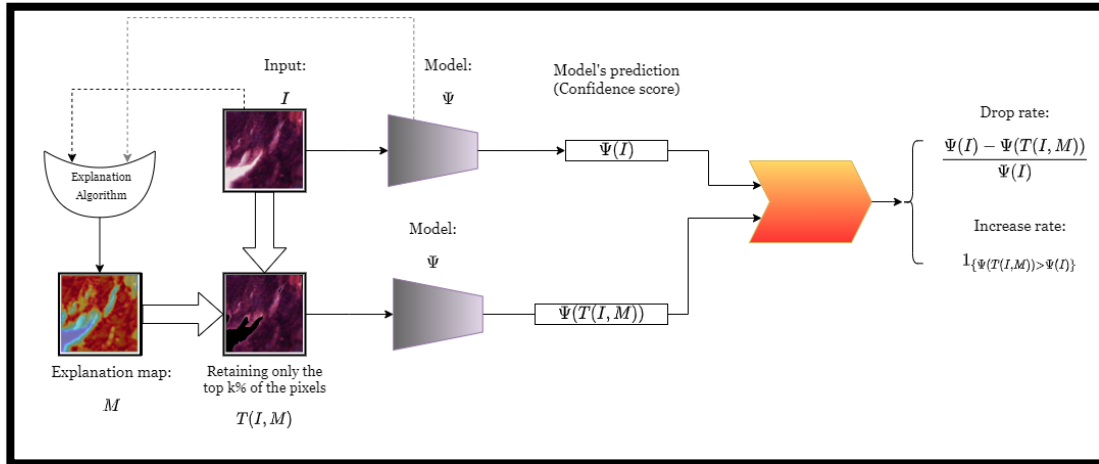 Input:
I
Model:
Ψ
Model's prediction
(Confidence score)
Drop rate:
Ψ(I) − Ψ(T(I, M))
Ψ(I)
Explanation
Algorithm
Ψ(I)
Model:
Ψ
Increase rate:
1{Ψ(T(I,M))>Ψ(I)}
Ψ(T(I, M))
Explanation map:
M
Retaining only the
top k% of the pixels
T(I, M)